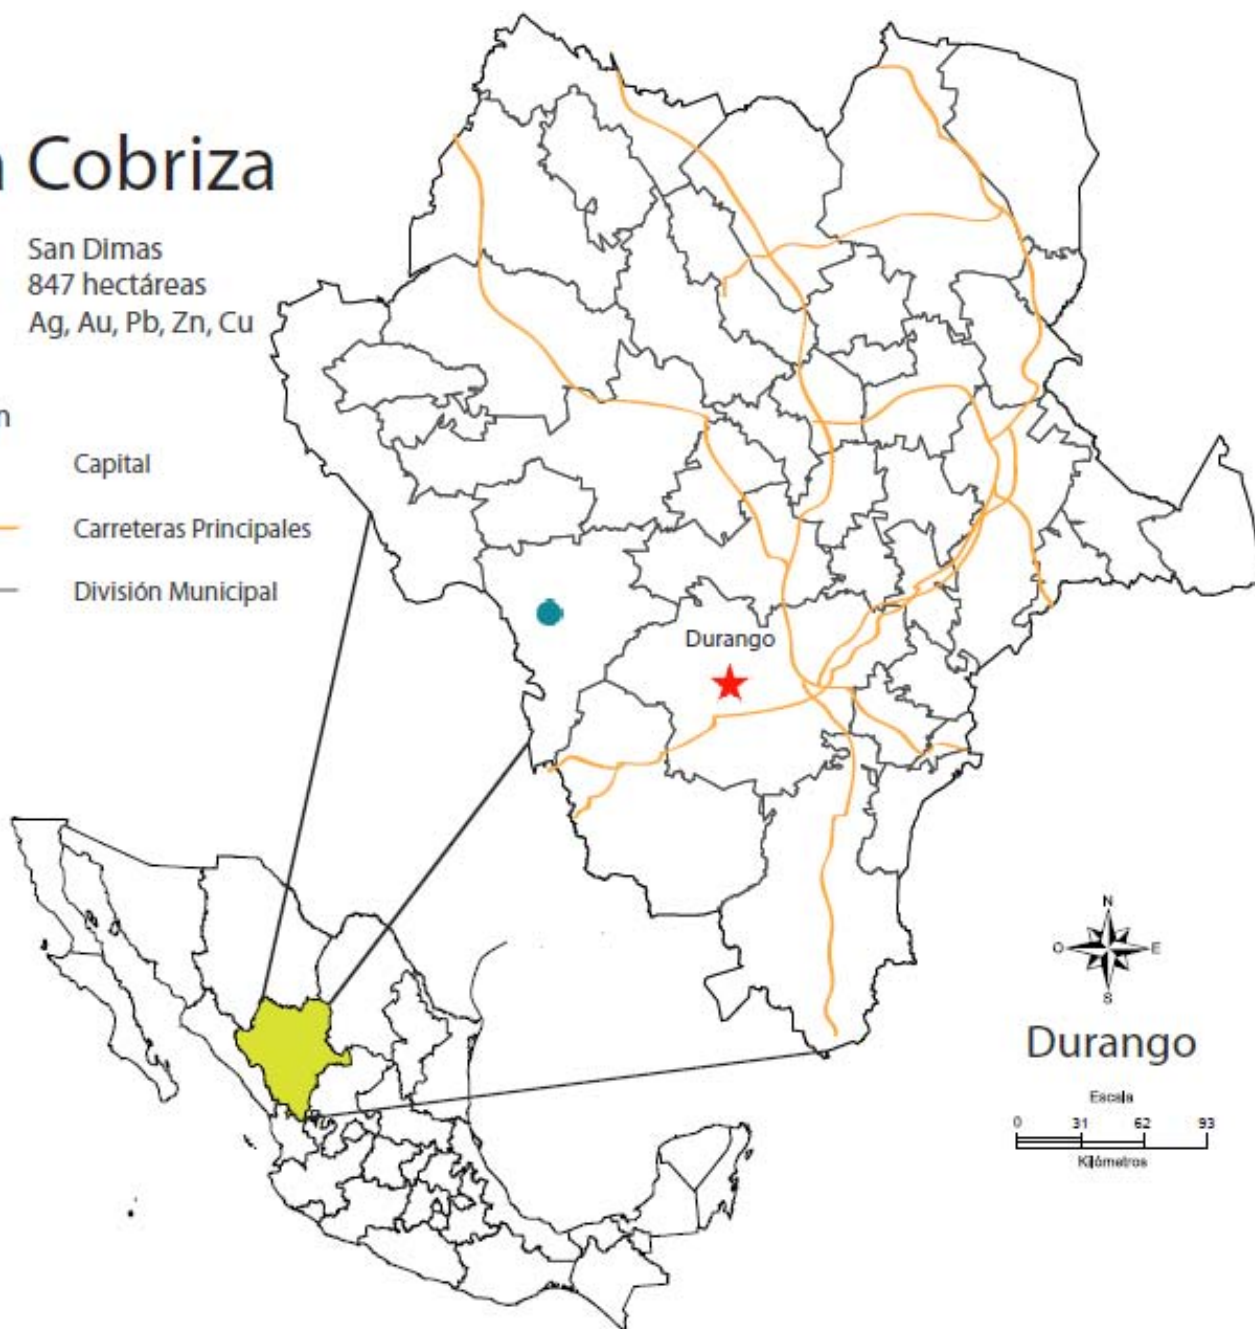 Cobriza
San Dimas
847 hectáreas
Ag, Au, Pb, Zn, Cu
Capital
Carreteras Principales
División Municipal
Durango
N
O E
S
Durango
Escala
0 31 62 93
Kilómetros